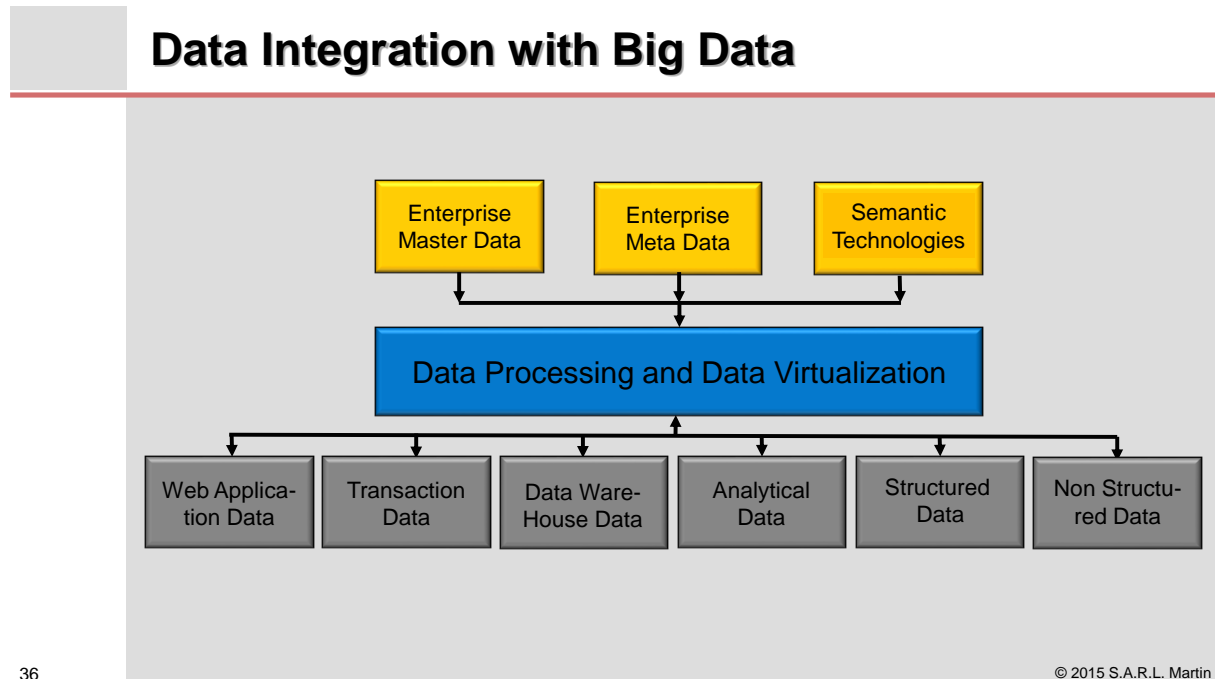 Data Integration with Big Data
Enterprise
Master Data
Enterprise
Meta Data
Semantic
Technologies
Data Processing and Data Virtualization
Web Applica-
tion Data
Transaction
Data
Data Ware-
House Data
Analytical
Data
Structured
Data
Non Structu-
red Data
36
© 2015 S.A.R.L. Martin